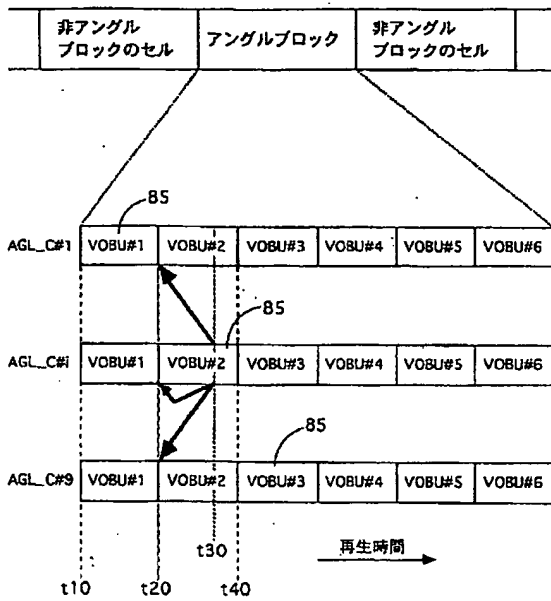 非アングル
ブロックのセル
アングルブロック
非アングル
ブロックのセル
85
AGL_C#1 VOBU#1 VOBU#2 VOBU#3 VOBU#4 VOBU#5 VOBU#6
85
AGL_C#i VOBU#1 VOBU#2 VOBU#3 VOBU#4 VOBU#5 VOBU#6
85
AGL_C#9 VOBU#1 VOBU#2 VOBU#3 VOBU#4 VOBU#5 VOBU#6
t30
再生時間
t10 t20 t40